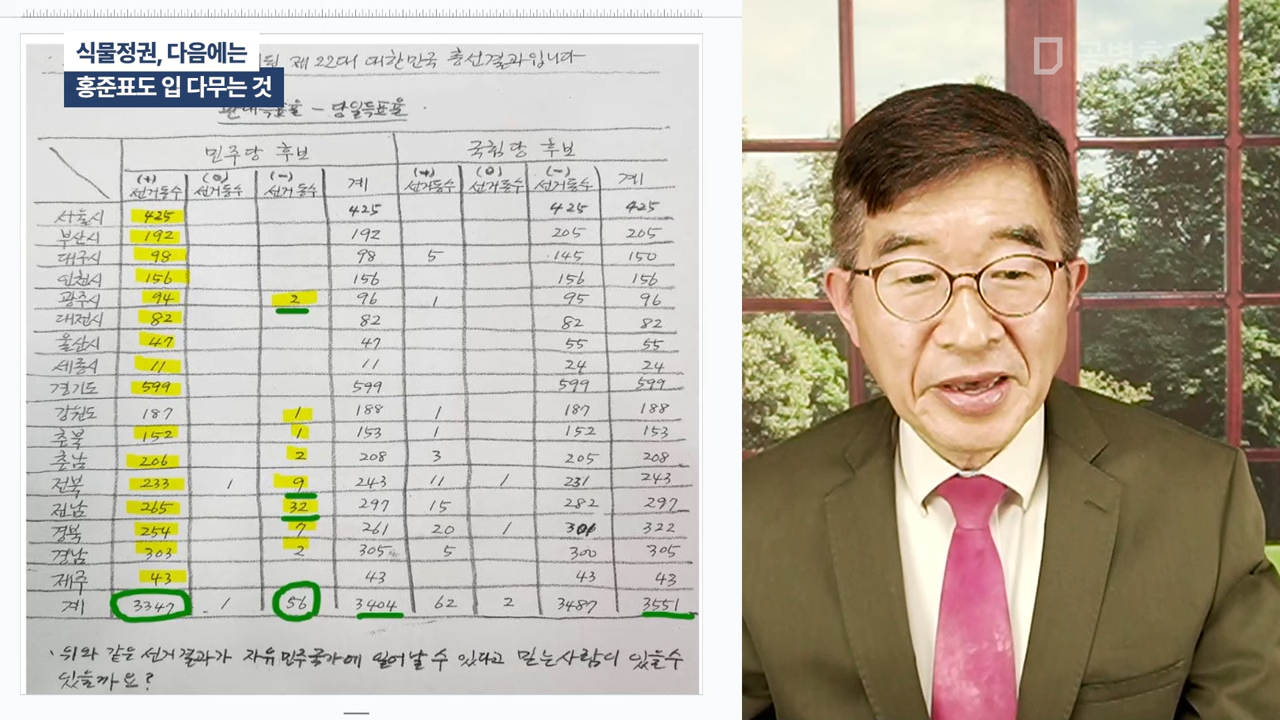 식물정권, 다음에는
홍준표도 입 다무는 것
제 22대 대한민국 총선결과입니다
- 당일득표율
민주당 후보 국힘당 후보
(+) (0) (-) (+) (0) (-)
선거동수 선거동수 선거동수 계 선거동수 선거동수 선거동수 계
서울시 425 425 425 425
부산시 192 192 205 205
대구시 98 98 5 145 150
인천시 156 156 156 156
광주시 94 2 96 1 95 96
대전시 82 82 82 82
울산시 47 47 55 55
세종시 11 11 24 24
경기도 599 599 599 599
강원도 187 1 188 1 187 188
충북 152 1 153 1 152 153
충남 206 2 208 3 205 208
전북 233 1 9 243 11 1 231 243
전남 265 32 297 15 282 297
경북 254 7 261 20 1 301 322
경남 303 2 305 5 300 305
제주 43 43 43 43
계 3347 1 56 3404 62 2 3487 3551
· 위와 같은 선거결과가 자유민주국가에 일어날 수 있다고 믿는사람이 있을수
있을까요?
공병호TV